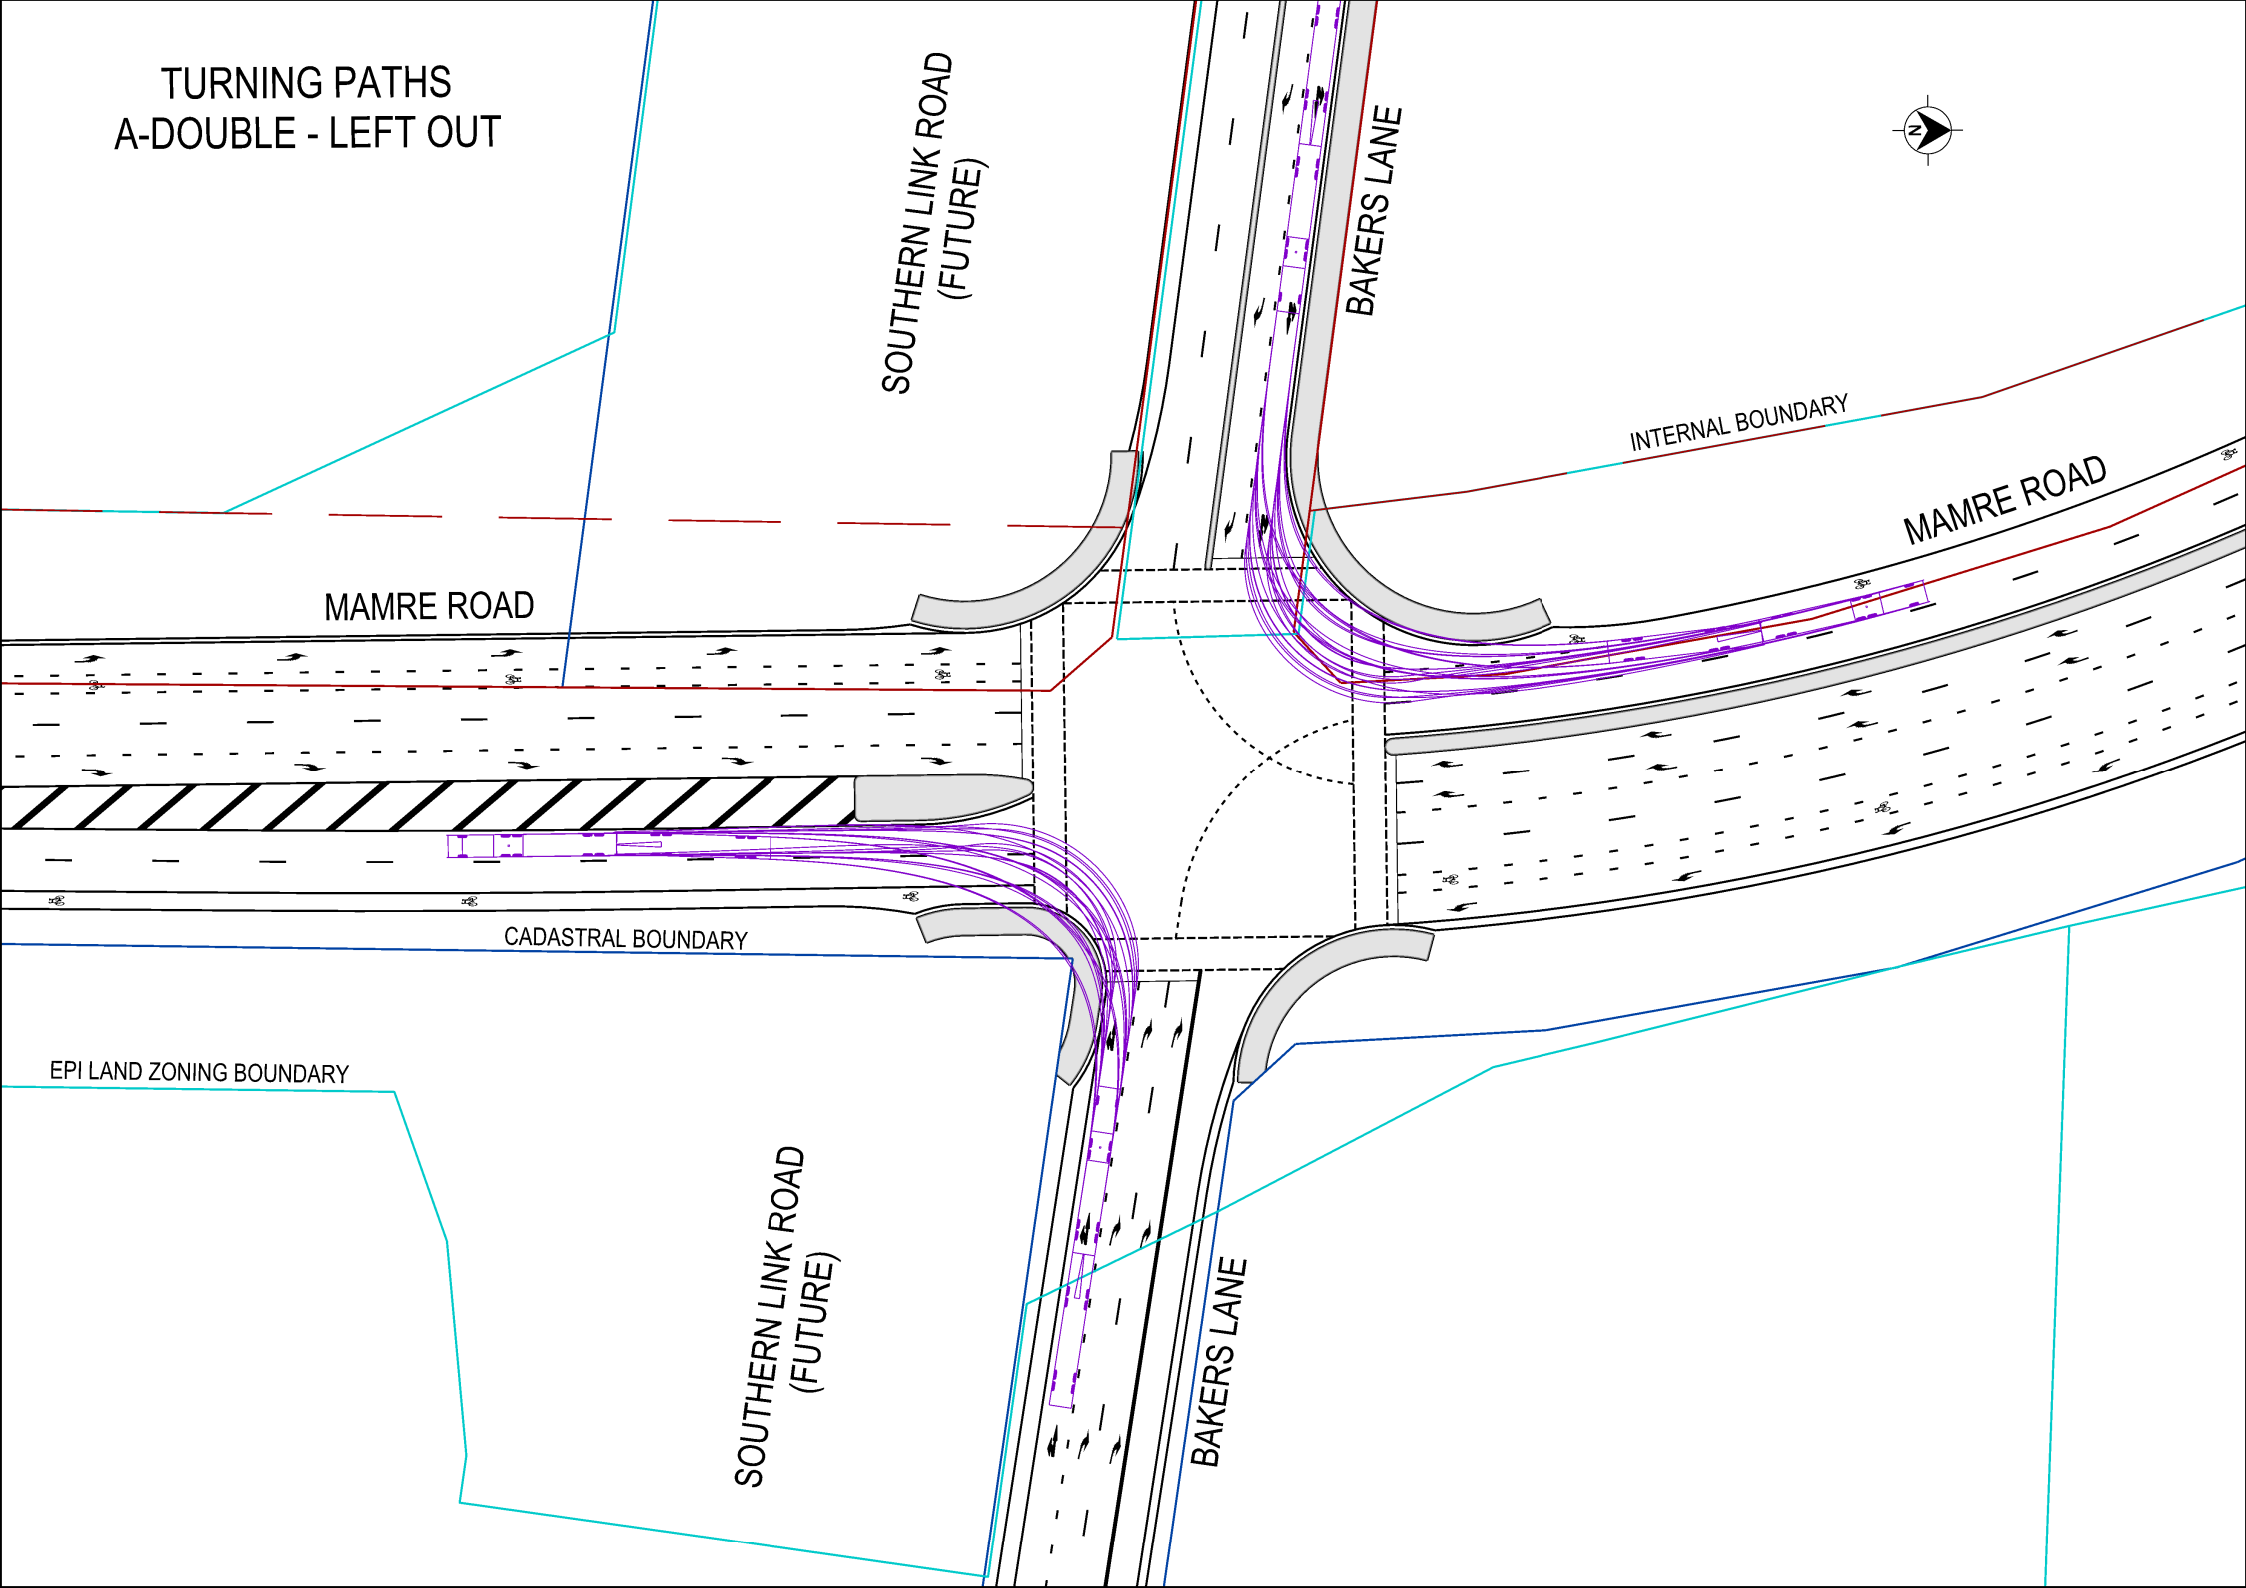 TURNING PATHS
A-DOUBLE - LEFT OUT
SOUTHERN LINK ROAD
(FUTURE)
BAKERS LANE
N
INTERNAL BOUNDARY
MAMRE ROAD
MAMRE ROAD
CADASTRAL BOUNDARY
EPI LAND ZONING BOUNDARY
SOUTHERN LINK ROAD
(FUTURE)
BAKERS LANE